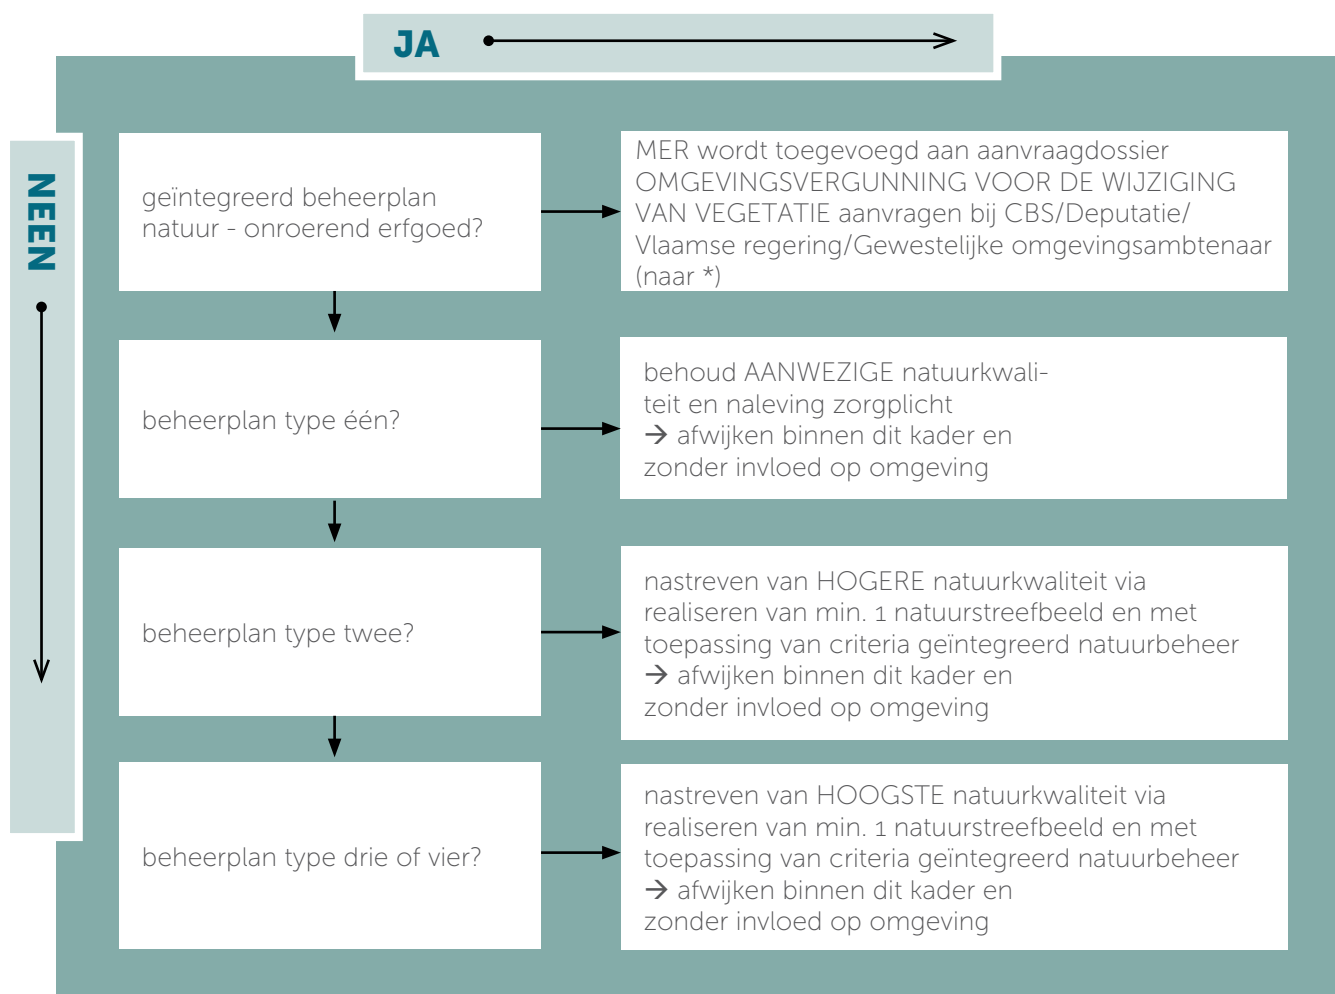 JA
NEEN
geïntegreerd beheerplan
natuur - onroerend erfgoed?
MER wordt toegevoegd aan aanvraagdossier
OMGEVINGSVERGUNNING VOOR DE WIJZIGING
VAN VEGETATIE aanvragen bij CBS/Deputatie/
Vlaamse regering/Gewestelijke omgevingsambtenaar
(naar *)
beheerplan type één?
behoud AANWEZIGE natuurkwali-
teit en naleving zorgplicht
→ afwijken binnen dit kader en
zonder invloed op omgeving
beheerplan type twee?
nastreven van HOGERE natuurkwaliteit via
realiseren van min. 1 natuurstreefbeeld en met
toepassing van criteria geïntegreerd natuurbeheer
→ afwijken binnen dit kader en
zonder invloed op omgeving
beheerplan type drie of vier?
nastreven van HOOGSTE natuurkwaliteit via
realiseren van min. 1 natuurstreefbeeld en met
toepassing van criteria geïntegreerd natuurbeheer
→ afwijken binnen dit kader en
zonder invloed op omgeving